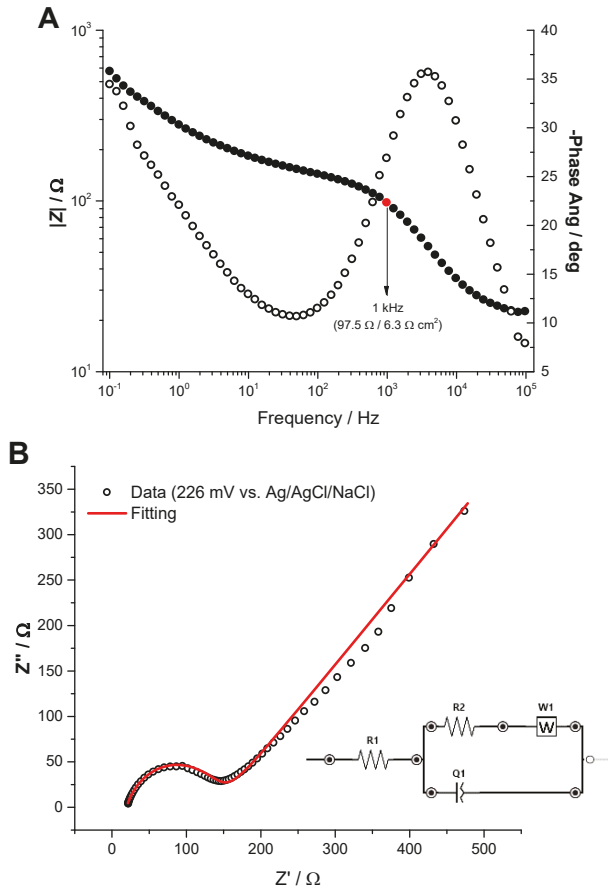 A
10³
10²
10¹
|Z| / Ω
40
35
30
25
20
15
10
5
-Phase Ang / deg
1 kHz
(97.5 Ω / 6.3 Ω cm²)
10⁻¹ 10⁰ 10¹ 10² 10³ 10⁴ 10⁵
Frequency / Hz
B
350
300
250
200
150
100
50
0
Z'' / Ω
Data (226 mV vs. Ag/AgCl/NaCl)
Fitting
R1
R2
W1
W
Q1
0 100 200 300 400 500
Z' / Ω